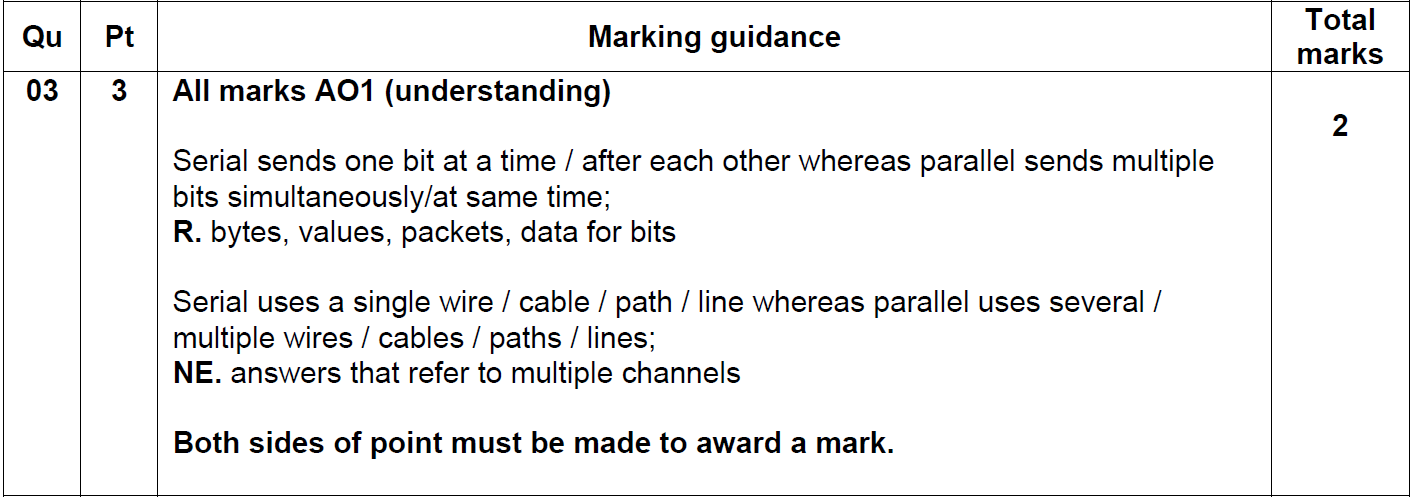 Qu Pt Marking guidance Total marks
03 3 All marks AO1 (understanding)
2
Serial sends one bit at a time / after each other whereas parallel sends multiple
bits simultaneously/at same time;
R. bytes, values, packets, data for bits
Serial uses a single wire / cable / path / line whereas parallel uses several /
multiple wires / cables / paths / lines;
NE. answers that refer to multiple channels
Both sides of point must be made to award a mark.